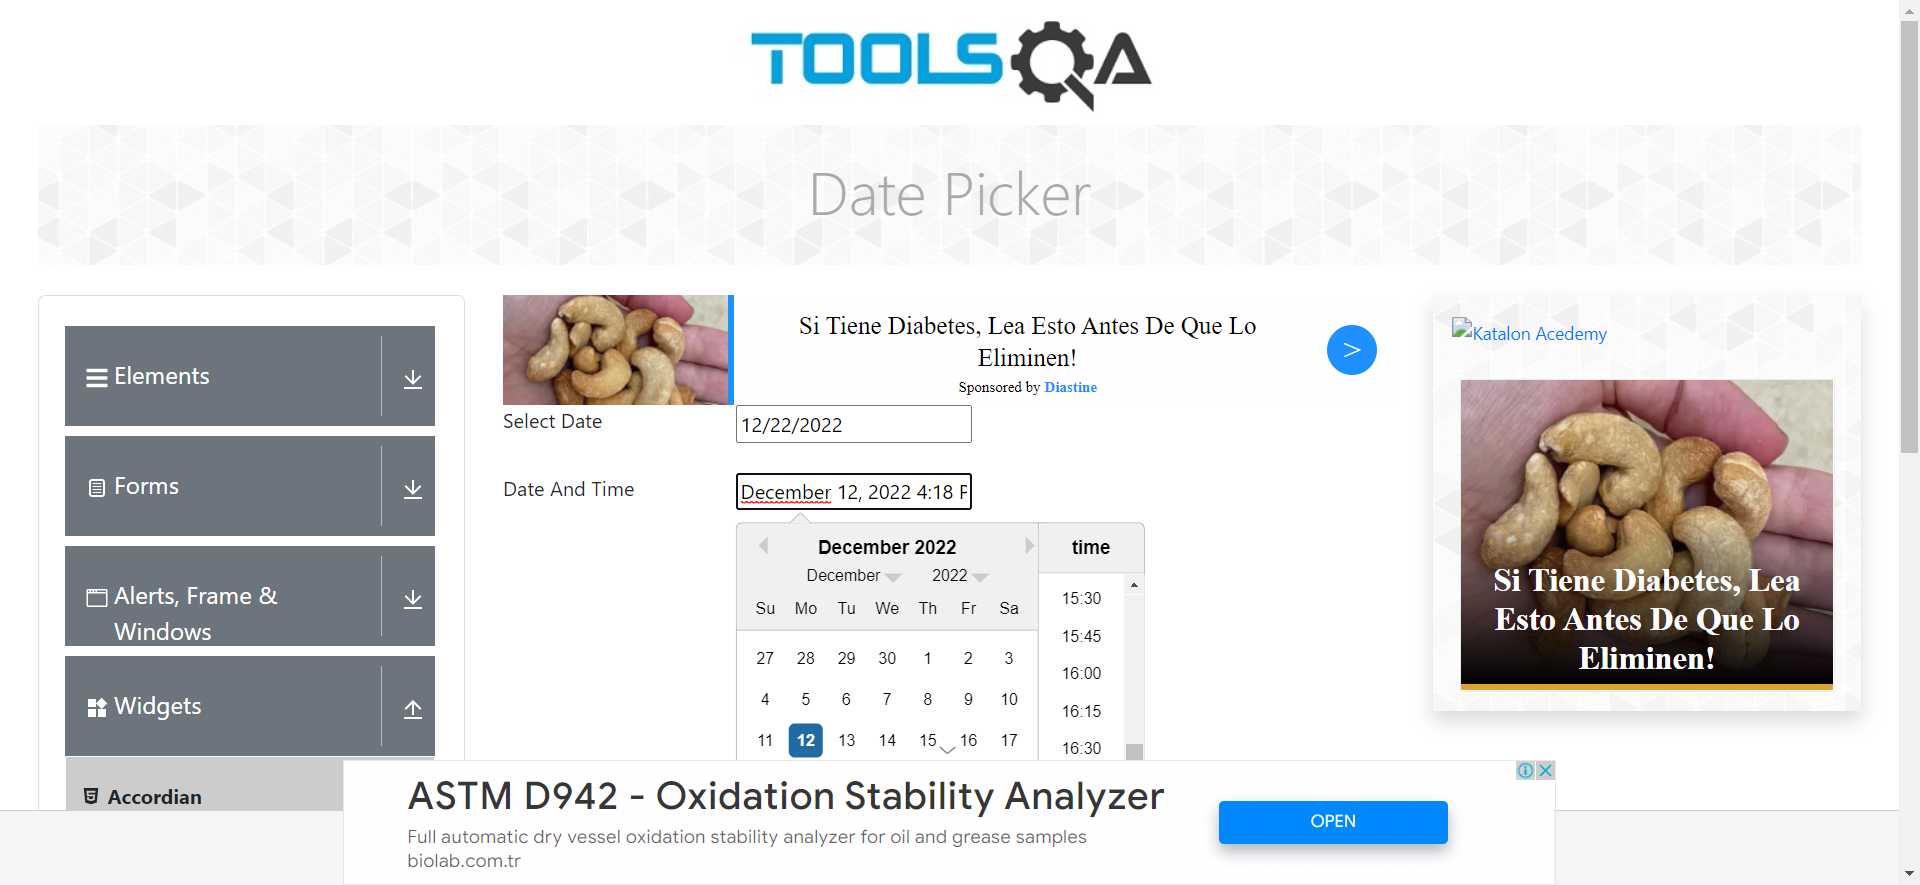 TOOLSQA
Date Picker
Elements
Forms
Alerts, Frame &
Windows
Widgets
Accordian
Si Tiene Diabetes, Lea Esto Antes De Que Lo
Eliminen!
Sponsored by Diastine
>
Select Date
12/22/2022
Date And Time
December 12, 2022 4:18 P
December 2022
December 2022
Su Mo Tu We Th Fr Sa
27 28 29 30 1 2 3
4 5 6 7 8 9 10
11 12 13 14 15 16 17
time
15:30
15:45
16:00
16:15
16:30
Katalon Acedemy
Si Tiene Diabetes, Lea
Esto Antes De Que Lo
Eliminen!
ASTM D942 - Oxidation Stability Analyzer
Full automatic dry vessel oxidation stability analyzer for oil and grease samples
biolab.com.tr
OPEN